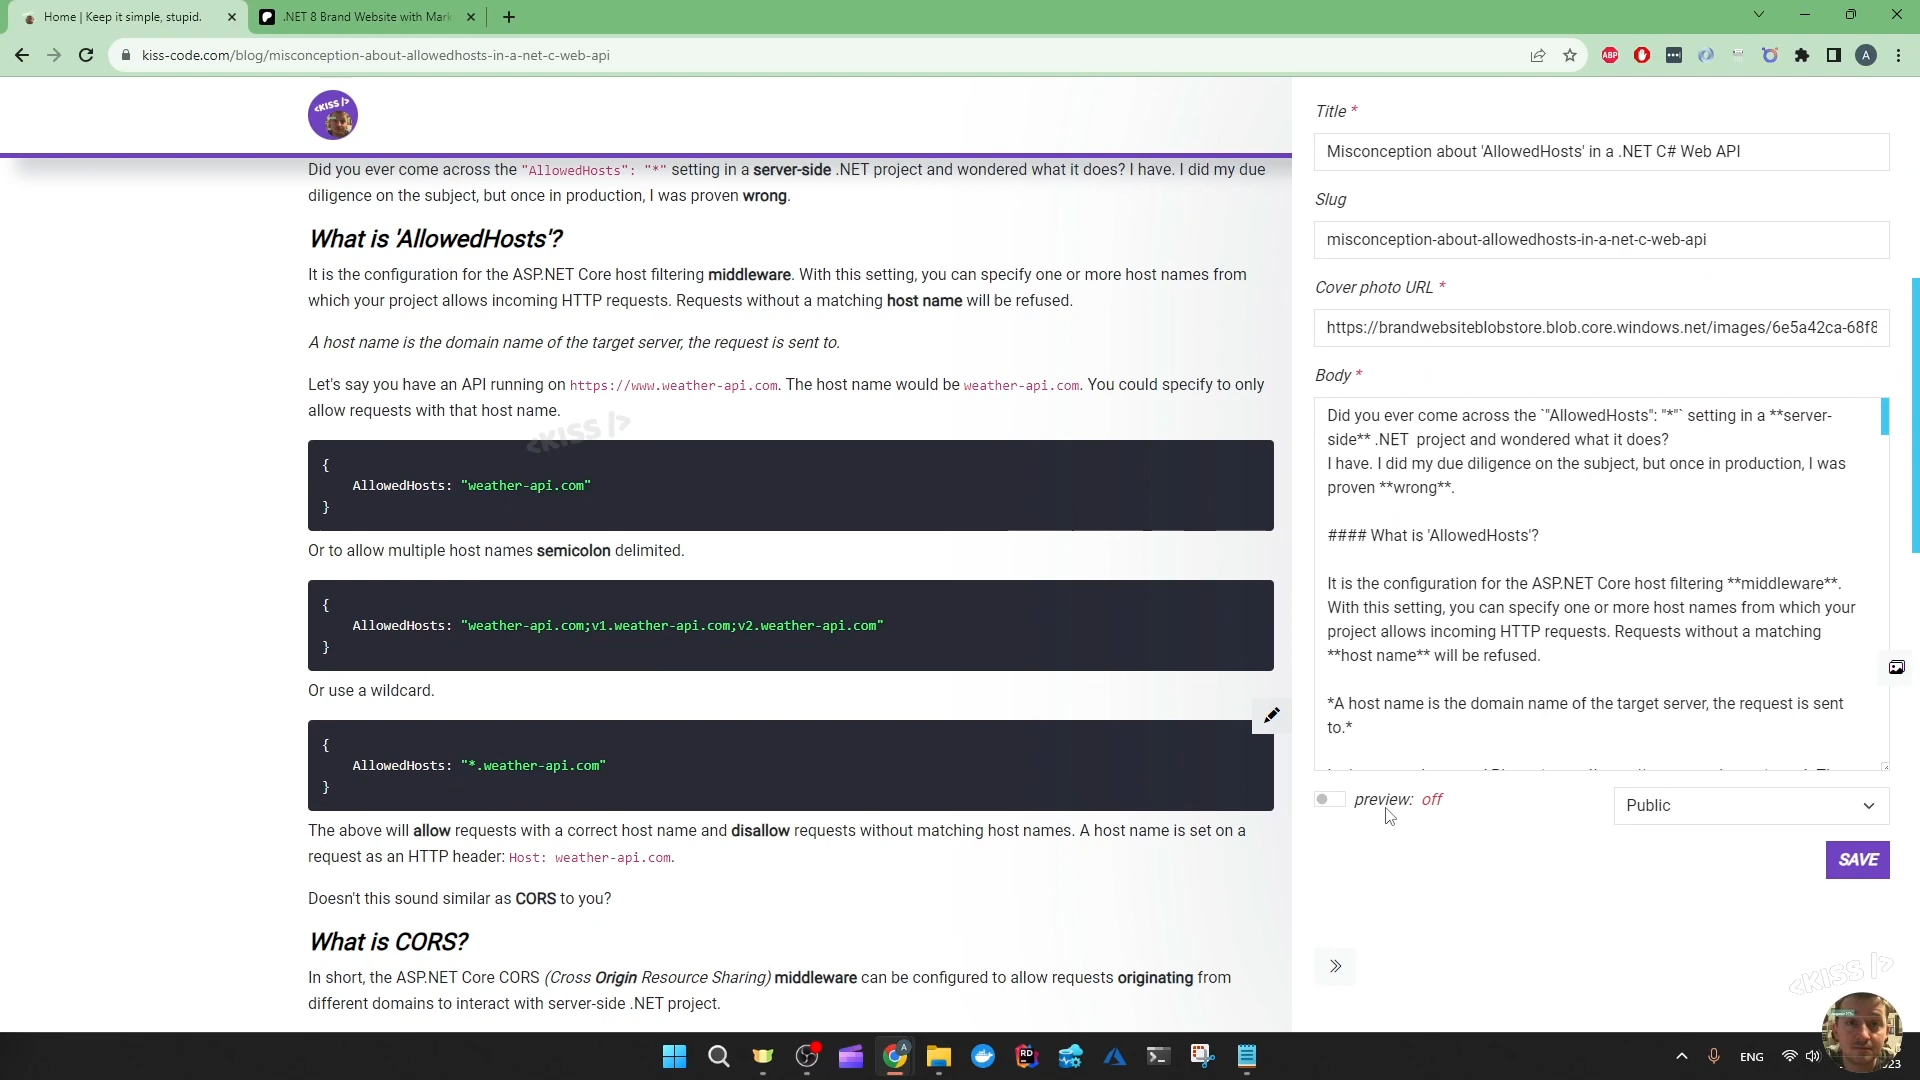 Home | Keep it simple, stupid.
.NET 8 Brand Website with Mark
kiss-code.com/blog/misconception-about-allowedhosts-in-a-net-c-web-api
ABP
A
<KISS />
Did you ever come across the "AllowedHosts": "*" setting in a server-side .NET project and wondered what it does? I have. I did my due
diligence on the subject, but once in production, I was proven wrong.
What is 'AllowedHosts'?
It is the configuration for the ASP.NET Core host filtering middleware. With this setting, you can specify one or more host names from
which your project allows incoming HTTP requests. Requests without a matching host name will be refused.
A host name is the domain name of the target server, the request is sent to.
Let's say you have an API running on https://www.weather-api.com. The host name would be weather-api.com. You could specify to only
allow requests with that host name.
<KISS />
{
AllowedHosts: "weather-api.com"
}
Or to allow multiple host names semicolon delimited.
{
AllowedHosts: "weather-api.com;v1.weather-api.com;v2.weather-api.com"
}
Or use a wildcard.
{
AllowedHosts: "*.weather-api.com"
}
The above will allow requests with a correct host name and disallow requests without matching host names. A host name is set on a
request as an HTTP header: Host: weather-api.com.
Doesn't this sound similar as CORS to you?
What is CORS?
In short, the ASP.NET Core CORS (Cross Origin Resource Sharing) middleware can be configured to allow requests originating from
different domains to interact with server-side .NET project.
Title *
Misconception about 'AllowedHosts' in a .NET C# Web API
Slug
misconception-about-allowedhosts-in-a-net-c-web-api
Cover photo URL *
https://brandwebsiteblobstore.blob.core.windows.net/images/6e5a42ca-68f8
Body *
Did you ever come across the `"AllowedHosts": "*"` setting in a **server-
side** .NET  project and wondered what it does?
I have. I did my due diligence on the subject, but once in production, I was
proven **wrong**.
#### What is 'AllowedHosts'?
It is the configuration for the ASP.NET Core host filtering **middleware**.
With this setting, you can specify one or more host names from which your
project allows incoming HTTP requests. Requests without a matching
**host name** will be refused.
*A host name is the domain name of the target server, the request is sent
to.*
preview: off
Public
SAVE
<KISS />
A
RD
ENG
23